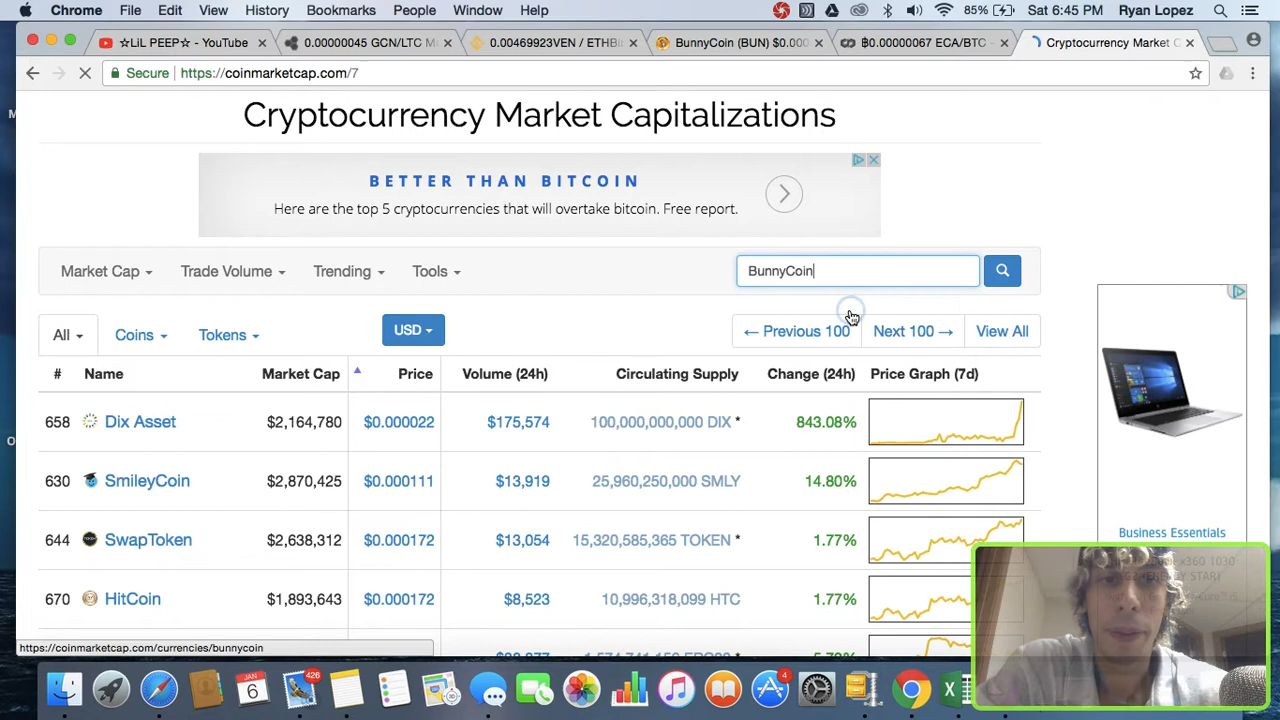 Chrome File Edit View History Bookmarks People Window Help 85% Sat 6:45 PM Ryan Lopez
☆LiL PEEP☆ - YouTube 0.00000045 GCN/LTC M 0.00469923VEN / ETHBi BunnyCoin (BUN) $0.000 ฿0.00000067 ECA/BTC - Cryptocurrency Market C
Secure https://coinmarketcap.com/7
Cryptocurrency Market Capitalizations
BETTER THAN BITCOIN
Here are the top 5 cryptocurrencies that will overtake bitcoin. Free report.
Market Cap Trade Volume Trending Tools BunnyCoin
All Coins Tokens USD ← Previous 100 Next 100 → View All
# Name Market Cap Price Volume (24h) Circulating Supply Change (24h) Price Graph (7d)
658 Dix Asset $2,164,780 $0.000022 $175,574 100,000,000,000 DIX * 843.08%
630 SmileyCoin $2,870,425 $0.000111 $13,919 25,960,250,000 SMLY 14.80%
644 SwapToken $2,638,312 $0.000172 $13,054 15,320,585,365 TOKEN * 1.77%
670 HitCoin $1,893,643 $0.000172 $8,523 10,996,318,099 HTC 1.77%
Business Essentials
https://coinmarketcap.com/currencies/bunnycoin
JAN
6
426
4